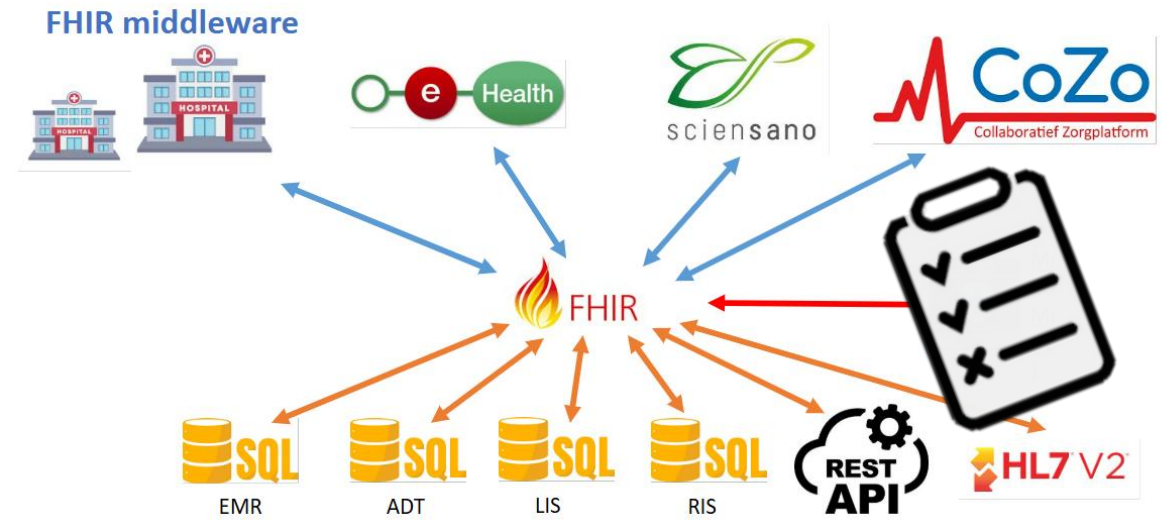 FHIR middleware
HOSPITAL
HOSPITAL
e Health
sciensano
CoZo
Collaboratief Zorgplatform
FHIR
SQL
SQL
SQL
SQL
REST
API
HL7 V2
EMR
ADT
LIS
RIS